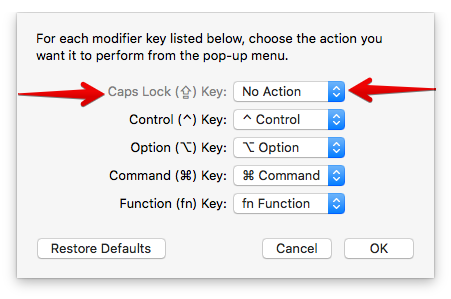 For each modifier key listed below, choose the action you
want it to perform from the pop-up menu.
Caps Lock (⇪) Key: No Action
Control (^) Key: ^ Control
Option (⌥) Key: ⌥ Option
Command (⌘) Key: ⌘ Command
Function (fn) Key: fn Function
Restore Defaults Cancel OK